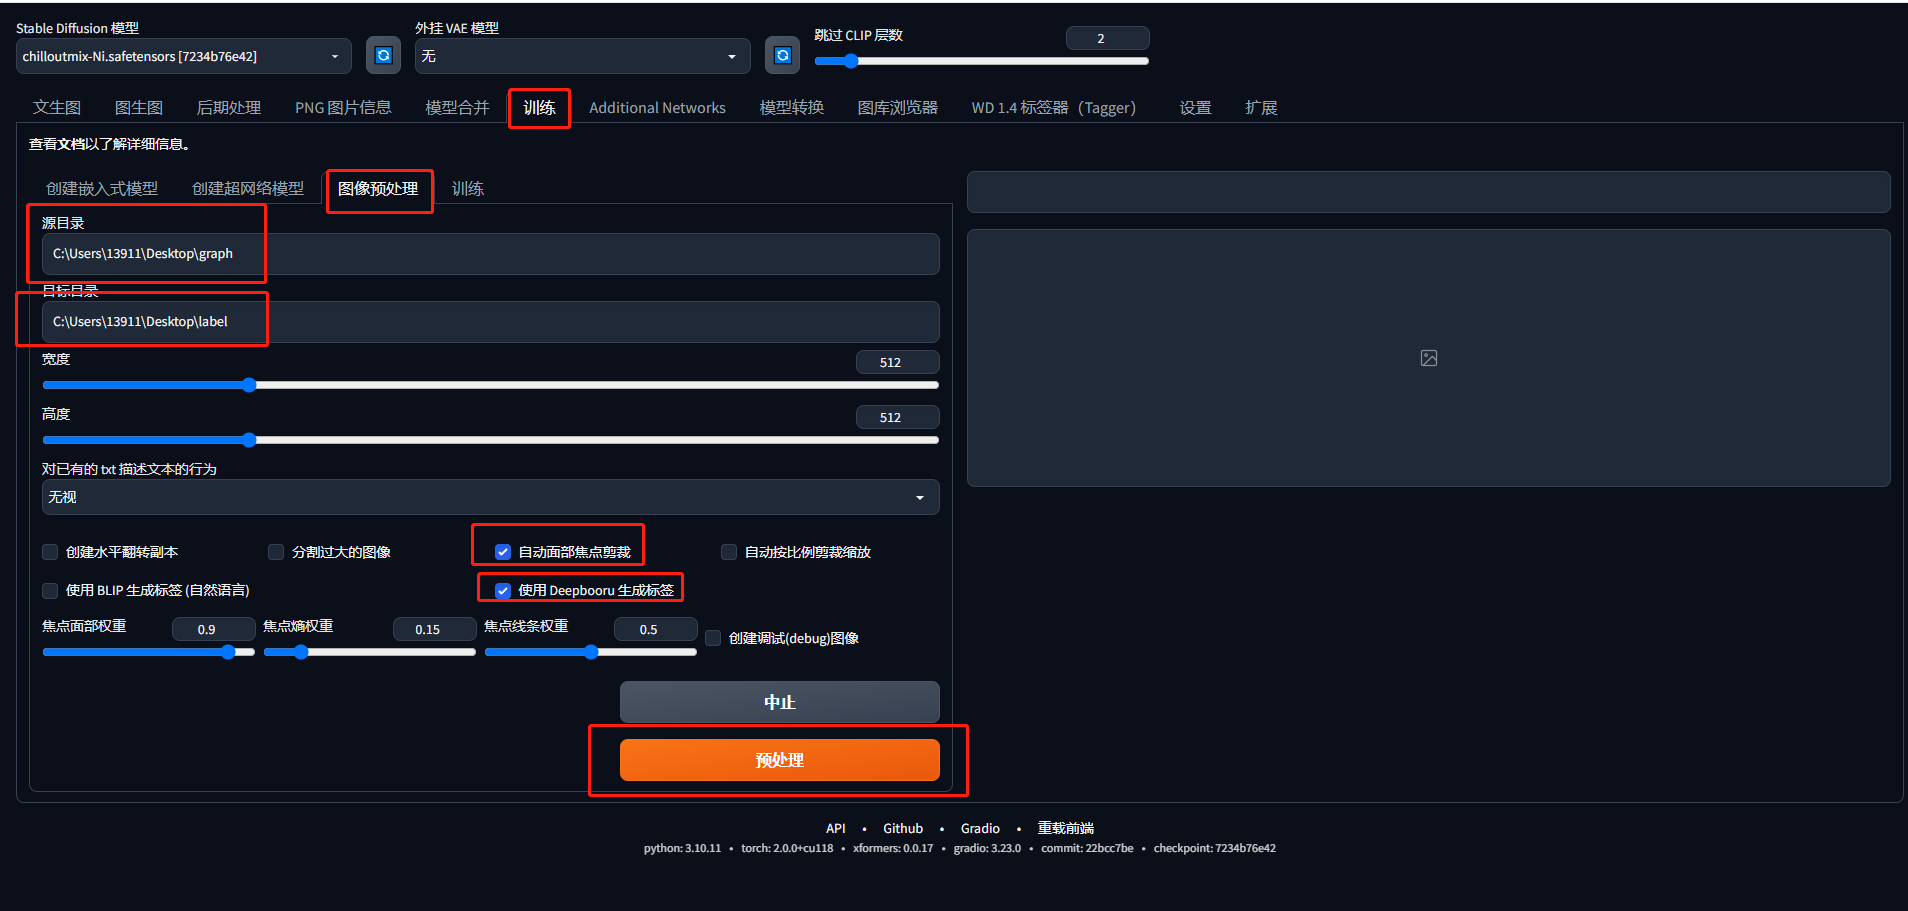 Stable Diffusion 模型
外挂 VAE 模型
跳过 CLIP 层数
2
chilloutmix-Ni.safetensors [7234b76e42]
无
文生图 图生图 后期处理 PNG 图片信息 模型合并 训练 Additional Networks 模型转换 图库浏览器 WD 1.4 标签器（Tagger） 设置 扩展
查看文档以了解详细信息。
创建嵌入式模型 创建超网络模型 图像预处理 训练
源目录
C:\Users\13911\Desktop\graph
目标目录
C:\Users\13911\Desktop\label
宽度
512
高度
512
对已有的 txt 描述文本的行为
无视
创建水平翻转副本 分割过大的图像 自动面部焦点剪裁 自动按比例剪裁缩放
使用 BLIP 生成标签 (自然语言) 使用 Deepbooru 生成标签
焦点面部权重 0.9 焦点熵权重 0.15 焦点线条权重 0.5 创建调试(debug)图像
中止
预处理
API • Github • Gradio • 重载前端
python: 3.10.11 • torch: 2.0.0+cu118 • xformers: 0.0.17 • gradio: 3.23.0 • commit: 22bcc7be • checkpoint: 7234b76e42